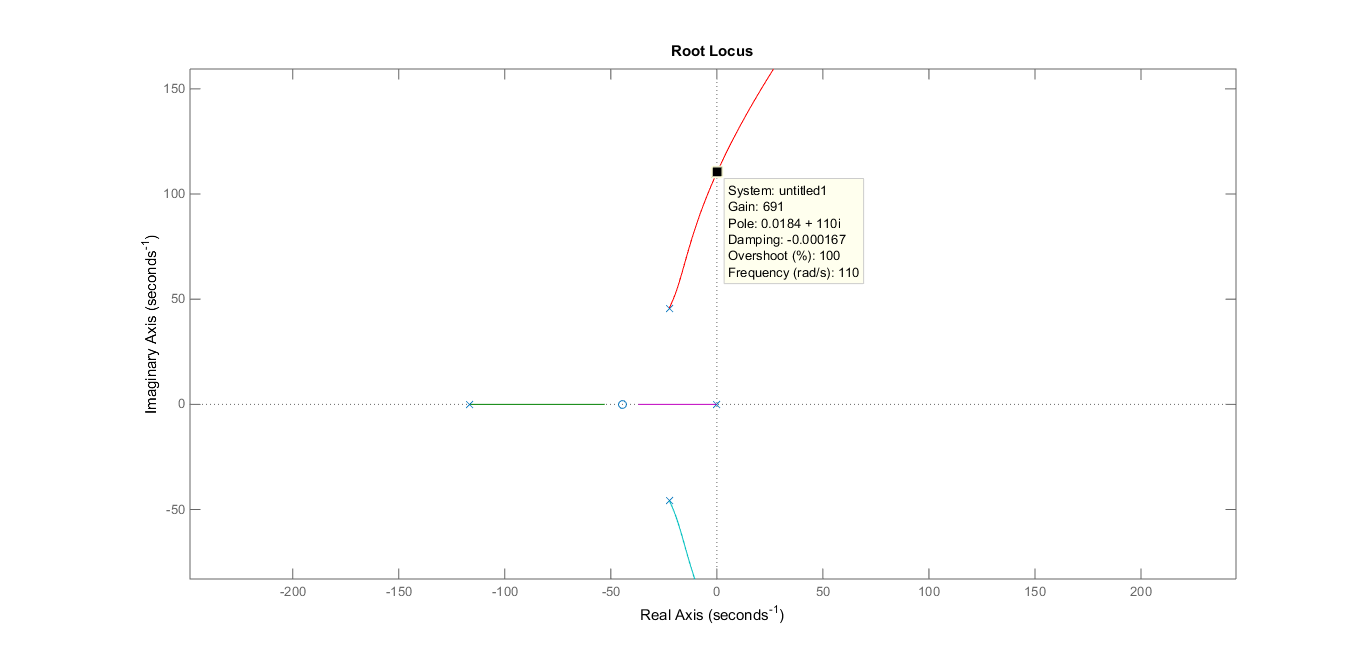 Root Locus
Imaginary Axis (seconds⁻¹)
150
100
50
0
-50
System: untitled1
Gain: 691
Pole: 0.0184 + 110i
Damping: -0.000167
Overshoot (%): 100
Frequency (rad/s): 110
-200 -150 -100 -50 0 50 100 150 200
Real Axis (seconds⁻¹)